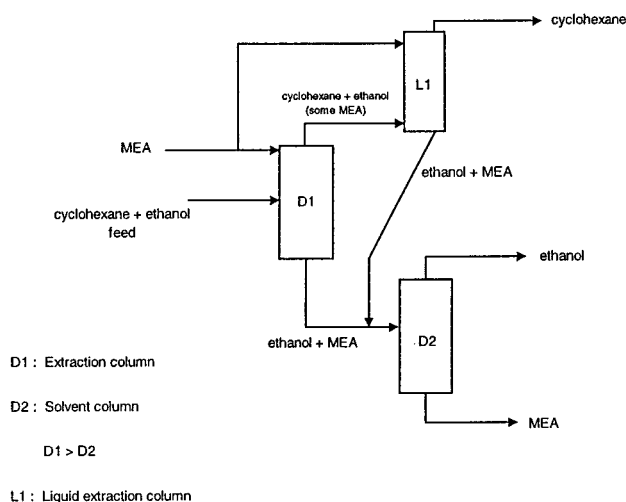 cyclohexane
L1
cyclohexane + ethanol
(some MEA)
MEA
ethanol + MEA
D1
cyclohexane + ethanol
feed
ethanol
ethanol + MEA
D2
D1 : Extraction column
D2 : Solvent column
D1 > D2
MEA
L1 : Liquid extraction column